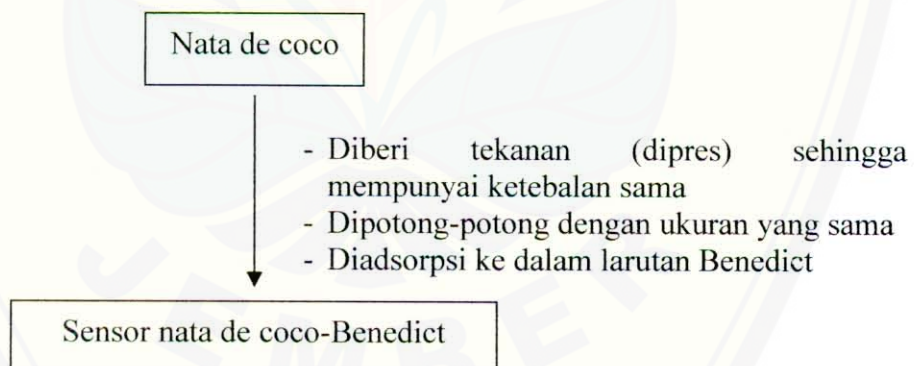 Nata de coco
- Diberi tekanan (dipres) sehingga
mempunyai ketebalan sama
- Dipotong-potong dengan ukuran yang sama
- Diadsorpsi ke dalam larutan Benedict
Sensor nata de coco-Benedict